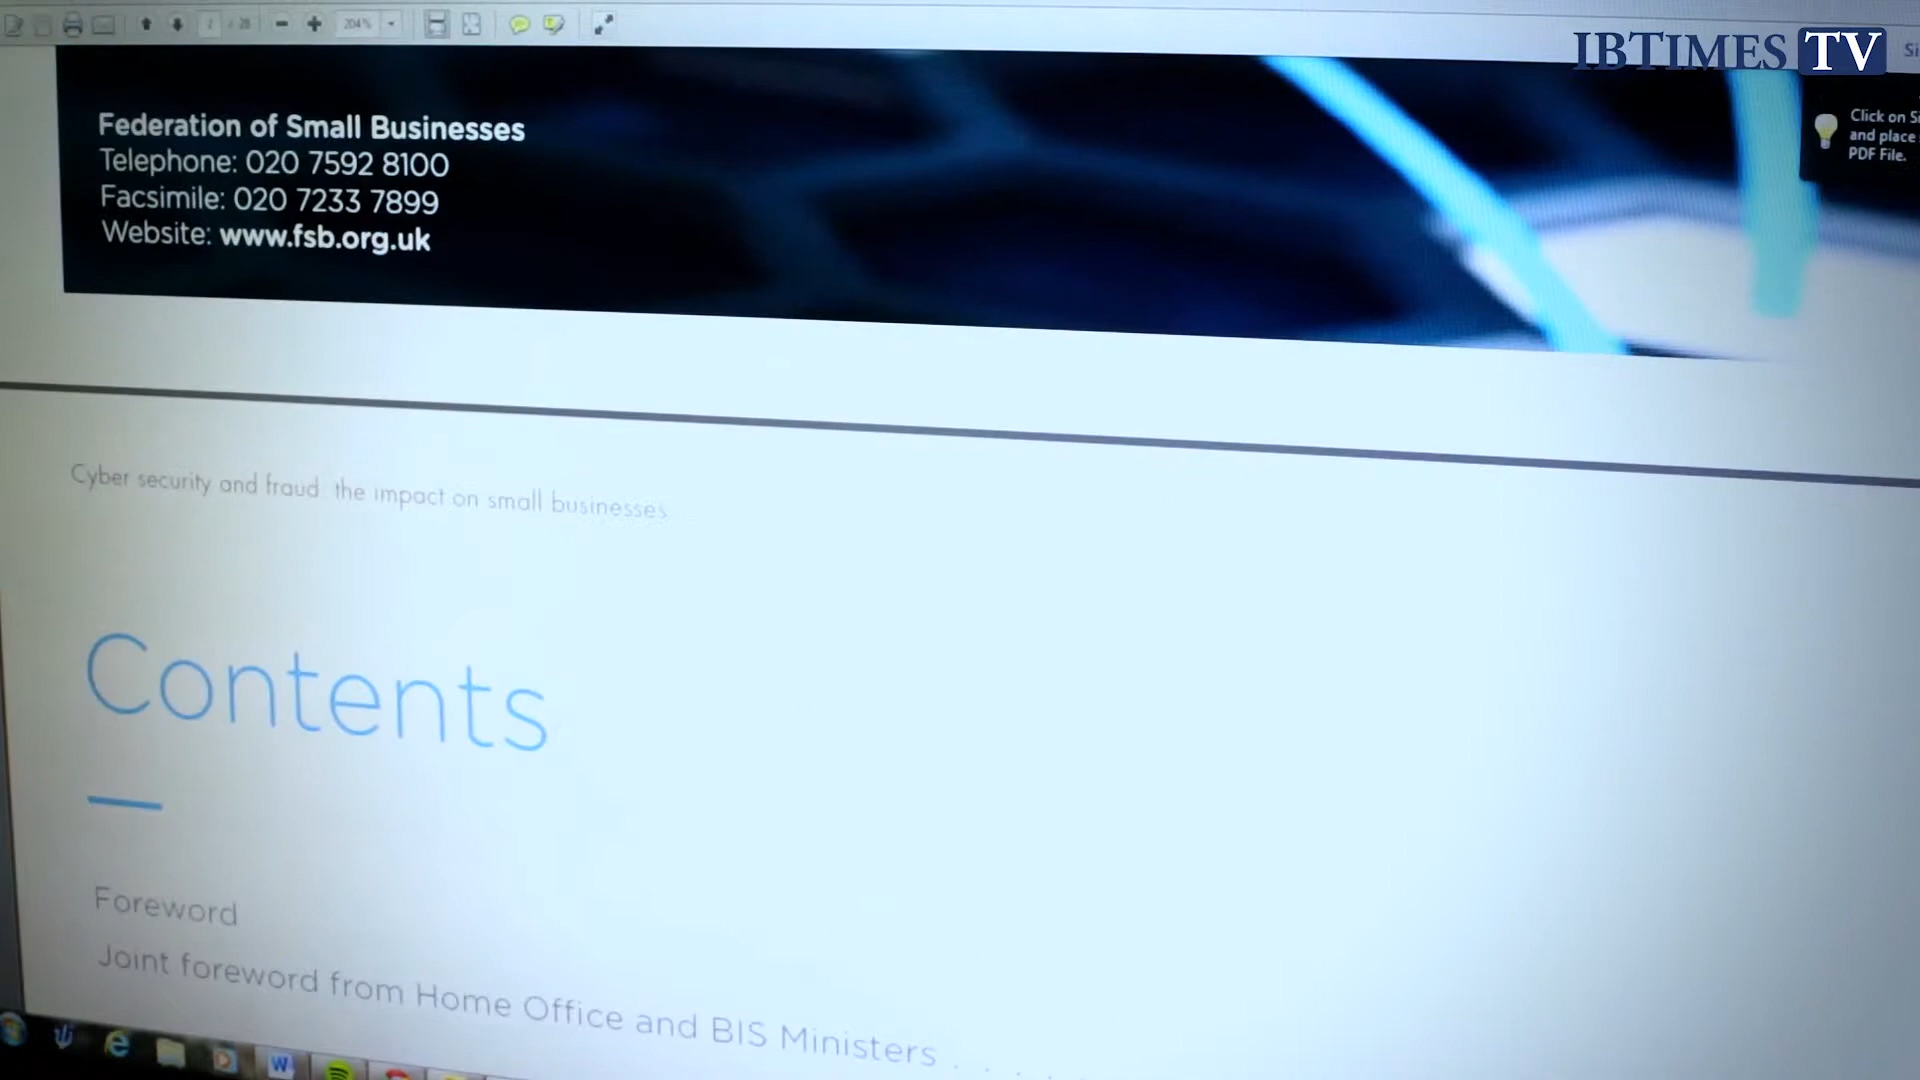 204%
IBTIMES TV
Click on
and place
PDF File.
Federation of Small Businesses
Telephone: 020 7592 8100
Facsimile: 020 7233 7899
Website: www.fsb.org.uk
Cyber security and fraud: the impact on small businesses
Contents
Foreword
Joint foreword from Home Office and BIS Ministers . . . .